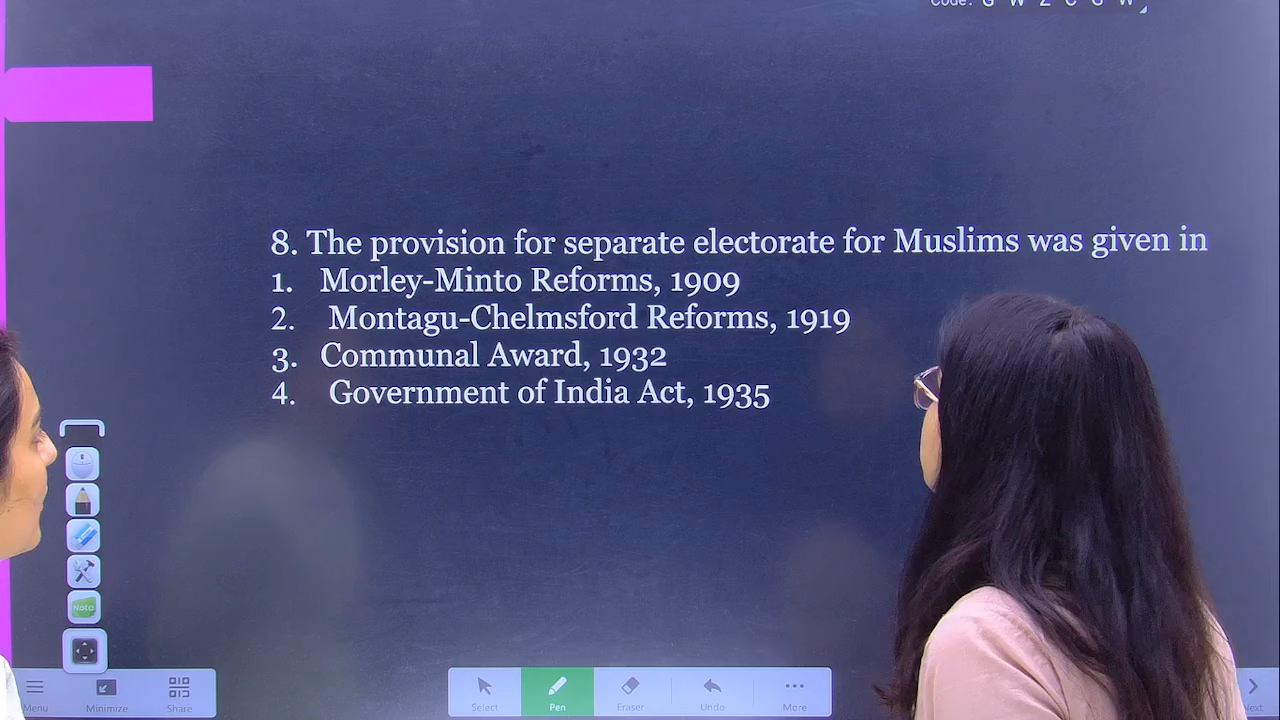 Code: G W Z C G W
8. The provision for separate electorate for Muslims was given in
1. Morley-Minto Reforms, 1909
2. Montagu-Chelmsford Reforms, 1919
3. Communal Award, 1932
4. Government of India Act, 1935
Note
Menu
Minimize
Share
Select
Pen
Eraser
Undo
More